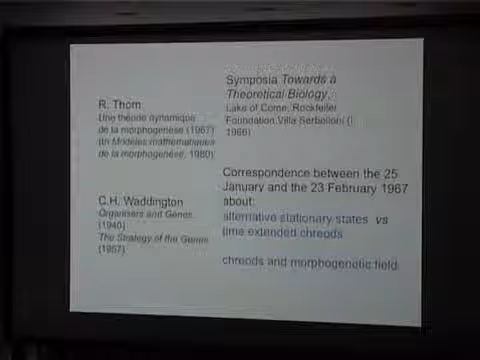 R. Thom
Une théorie dynamique
de la morphogenèse (1967)
(in Modèles mathématiques
de la morphogenèse, 1980)
C.H. Waddington
Organisers and Genes
(1940)
The Strategy of the Genes
(1957)
Symposia Towards a
Theoretical Biology,
Lake of Come, Rockfeller
Foundation, Villa Serbelloni (I
1966)
Correspondence between the 25
January and the 23 February 1967
about:
alternative stationary states vs
time extended chreods
chreods and morphogenetic field